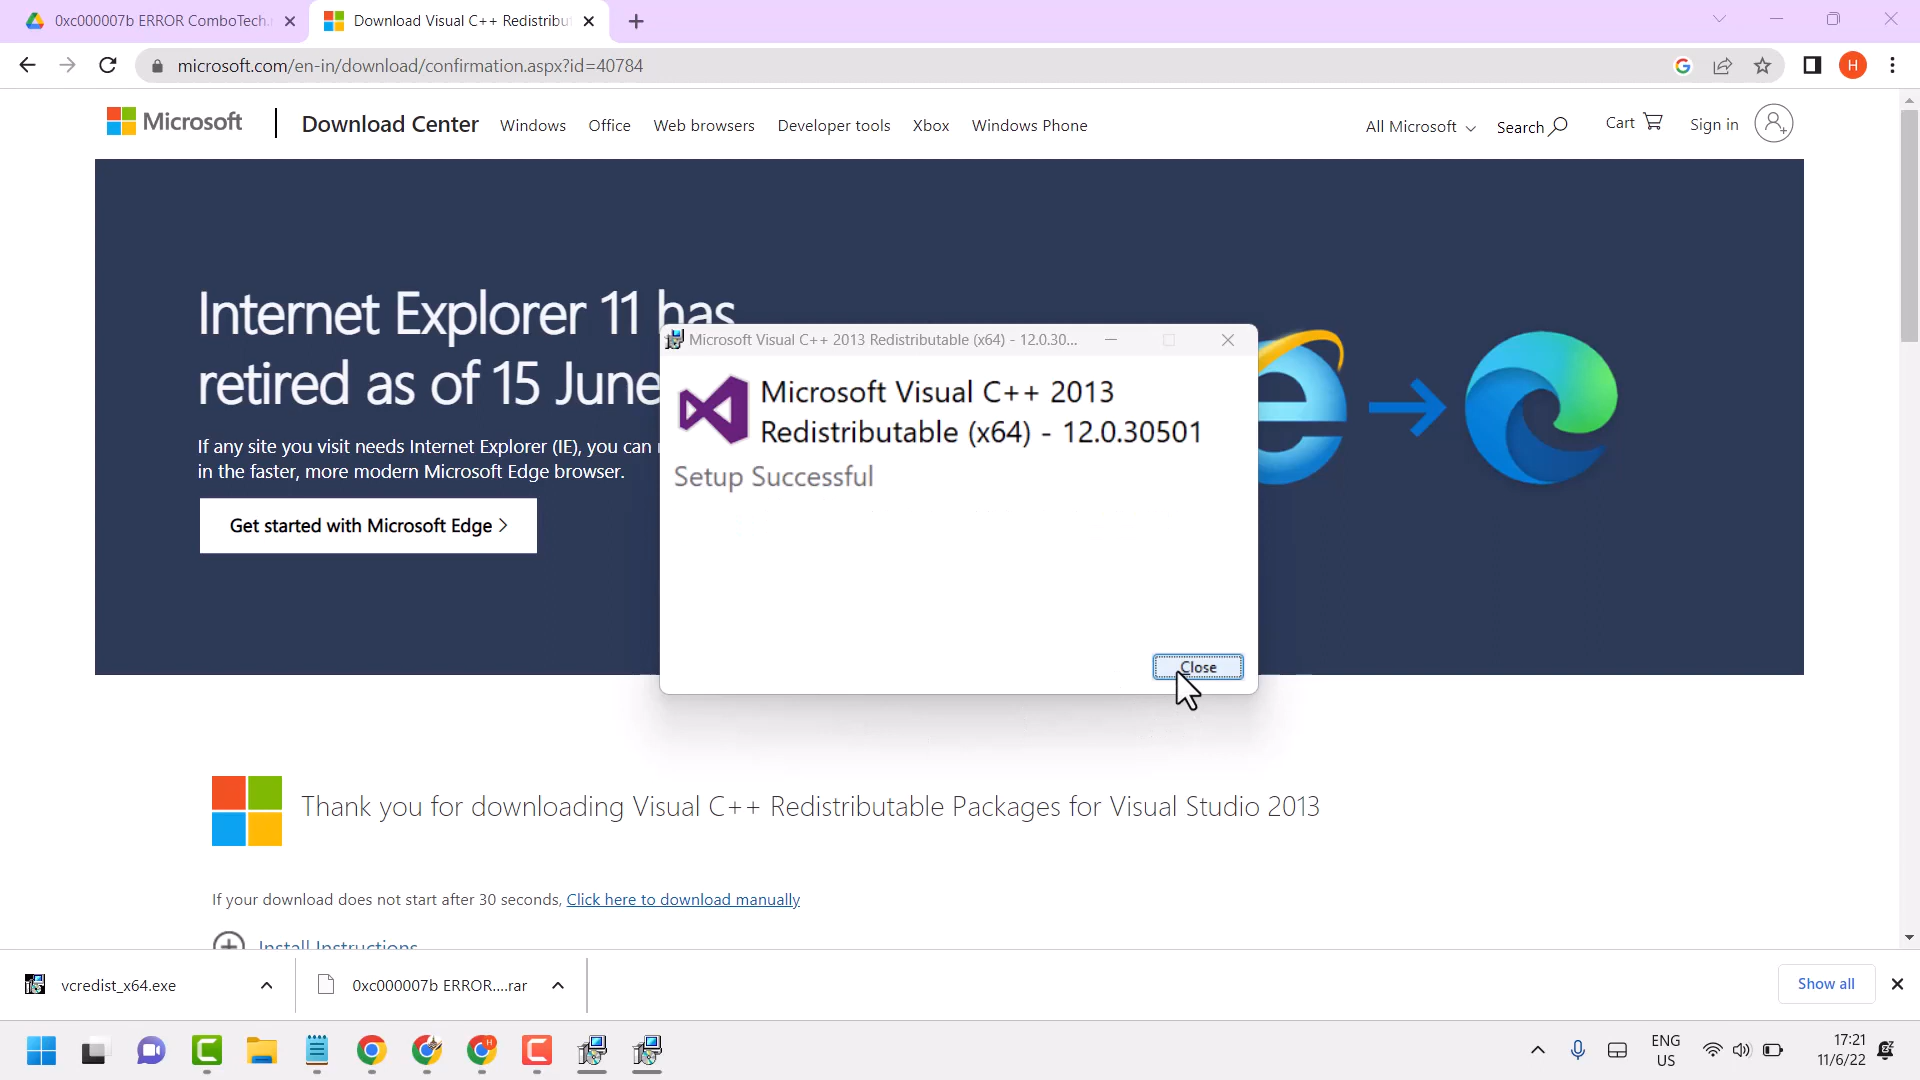 0xc000007b ERROR ComboTech.r
Download Visual C++ Redistribut
microsoft.com/en-in/download/confirmation.aspx?id=40784
H
Microsoft
Download Center
Windows
Office
Web browsers
Developer tools
Xbox
Windows Phone
All Microsoft
Search
Cart
Sign in
Internet Explorer 11 has
retired as of 15 June
If any site you visit needs Internet Explorer (IE), you can
in the faster, more modern Microsoft Edge browser.
Get started with Microsoft Edge >
Microsoft Visual C++ 2013 Redistributable (x64) - 12.0.30...
Microsoft Visual C++ 2013
Redistributable (x64) - 12.0.30501
Setup Successful
Close
Thank you for downloading Visual C++ Redistributable Packages for Visual Studio 2013
If your download does not start after 30 seconds, Click here to download manually
Install Instructions
vcredist_x64.exe
0xc000007b ERROR....rar
Show all
ENG
US
17:21
11/6/22